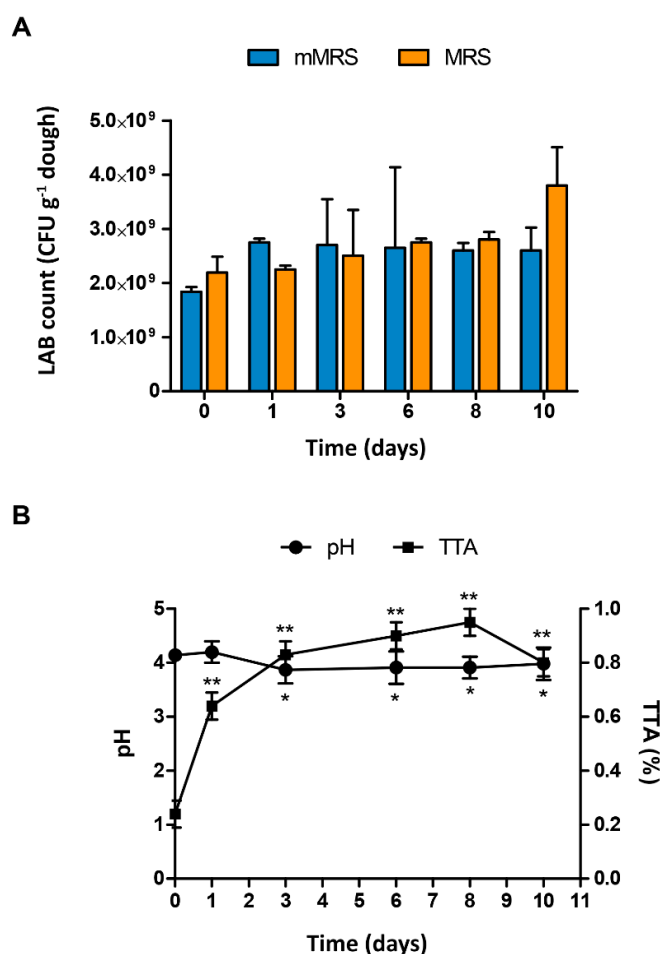 A
mMRS MRS
LAB count (CFU g⁻¹ dough)
5.0×10⁹
4.0×10⁹
3.0×10⁹
2.0×10⁹
1.0×10⁹
0
0 1 3 6 8 10
Time (days)
B
pH TTA
pH
5
4
3
2
1
0
** ** ** ** **
* * * *
1.0
0.8
0.6
0.4
0.2
0.0
TTA (%)
0 1 2 3 4 5 6 7 8 9 10 11
Time (days)